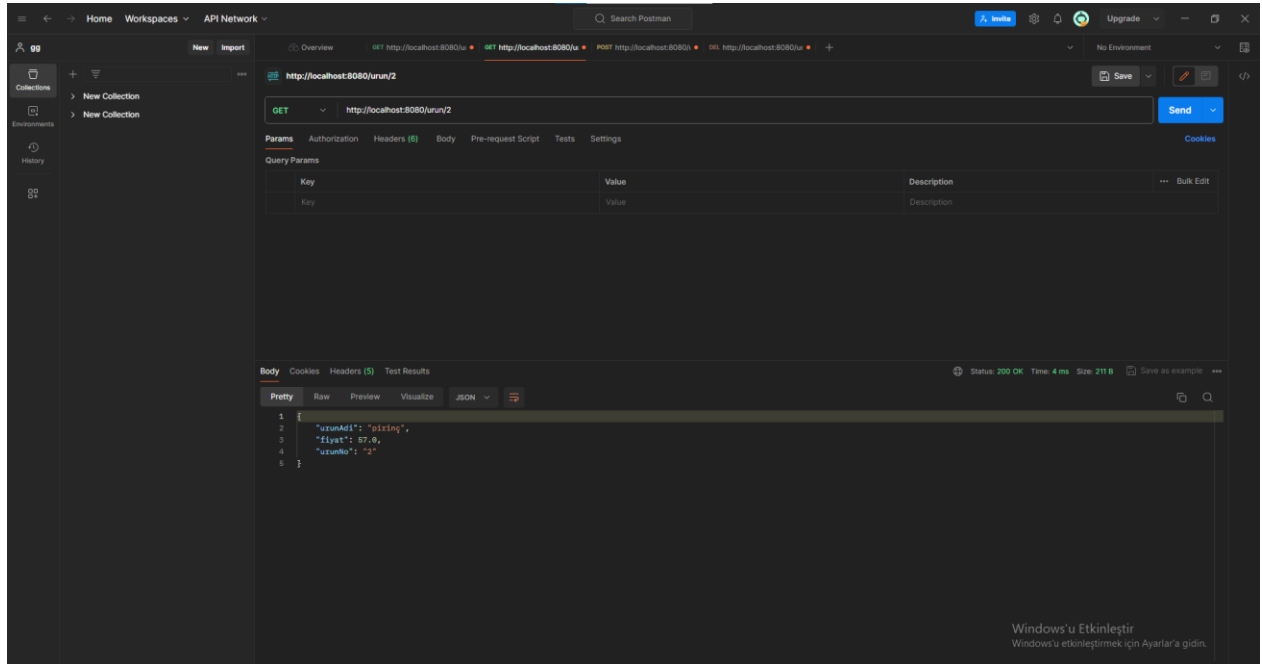 Home Workspaces API Network Search Postman Invite Upgrade
gg New Import Overview GET http://localhost:8080/ur GET http://localhost:8080/ur POST http://localhost:8080/ DEL http://localhost:8080/ur No Environment
Collections
Environments
History
New Collection
New Collection
HTTP http://localhost:8080/urun/2 Save
GET http://localhost:8080/urun/2 Send
Params Authorization Headers (6) Body Pre-request Script Tests Settings Cookies
Query Params
Key Value Description Bulk Edit
Key Value Description
Body Cookies Headers (5) Test Results Status: 200 OK Time: 4 ms Size: 211 B Save as example
Pretty Raw Preview Visualize JSON
1 {
2 "urunAdi": "pirinç",
3 "fiyat": 57.0,
4 "urunNo": "2"
5 }
Windows'u Etkinleştir
Windows'u etkinleştirmek için Ayarlar'a gidin.